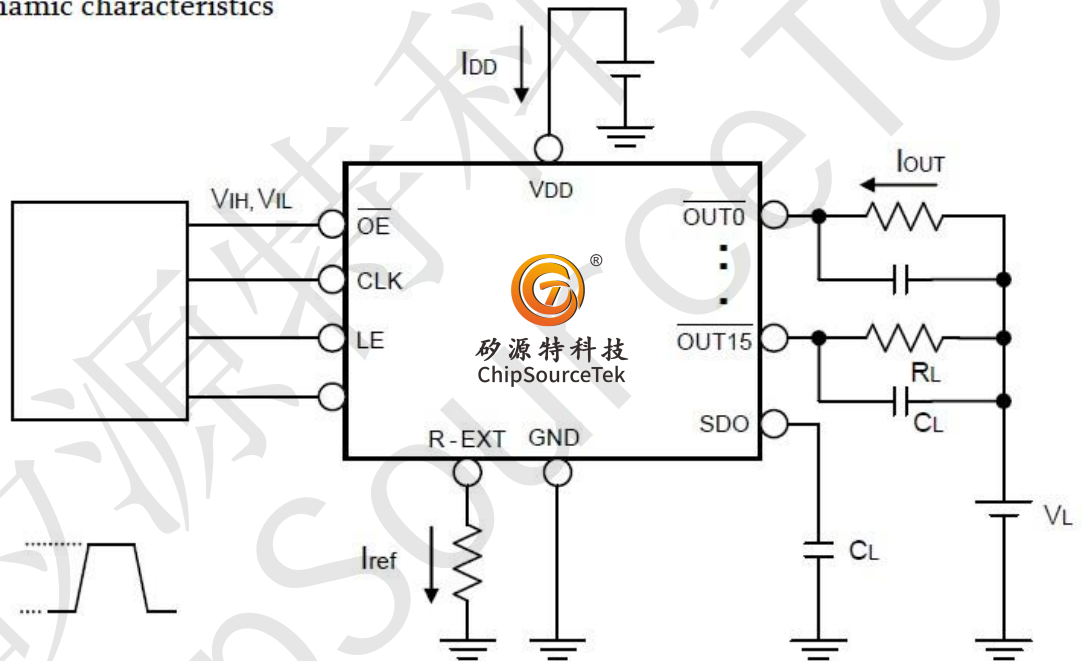 namic characteristics
IDD
VDD
VIH, VIL
OE
CLK
LE
OUT0
IOUT
®
矽源特科技
ChipSourceTek
OUT15
RL
CL
SDO
R-EXT
GND
Iref
CL
VL